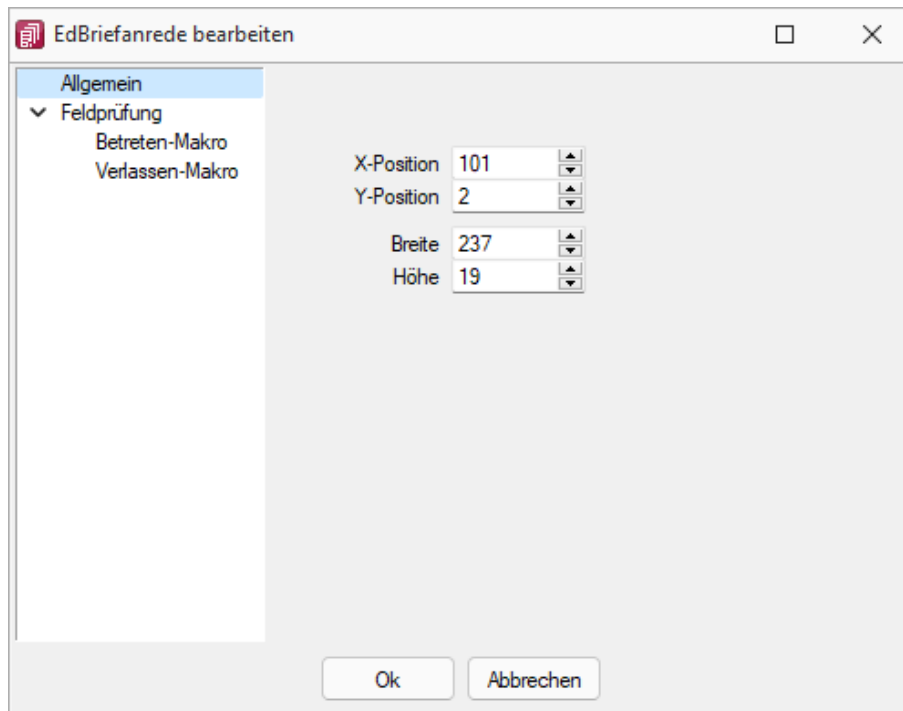 EdBriefanrede bearbeiten
Allgemein
Feldprüfung
Betreten-Makro
Verlassen-Makro
X-Position 101
Y-Position 2
Breite 237
Höhe 19
Ok Abbrechen